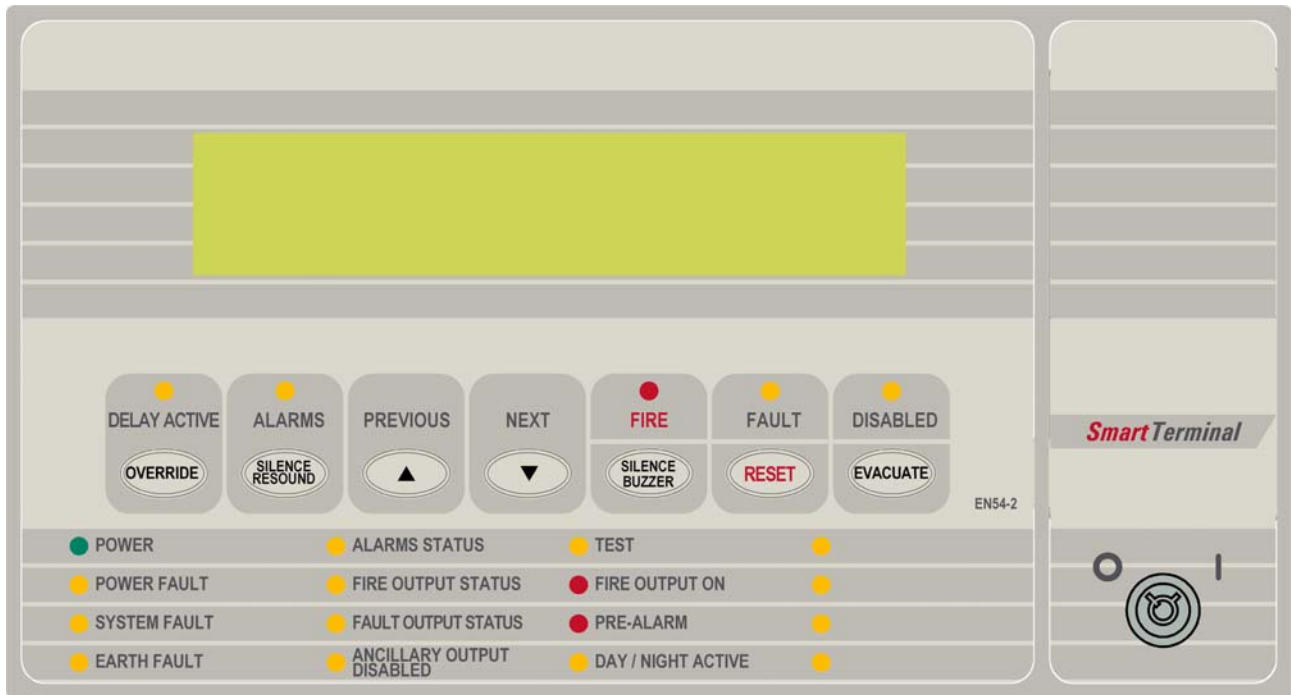 DELAY ACTIVE ALARMS PREVIOUS NEXT FIRE FAULT DISABLED
OVERRIDE SILENCE RESOUND ▲ ▼ SILENCE BUZZER RESET EVACUATE
SmartTerminal
EN54-2
POWER ALARMS STATUS TEST
POWER FAULT FIRE OUTPUT STATUS FIRE OUTPUT ON
SYSTEM FAULT FAULT OUTPUT STATUS PRE-ALARM
EARTH FAULT ANCILLARY OUTPUT DISABLED DAY / NIGHT ACTIVE
O I